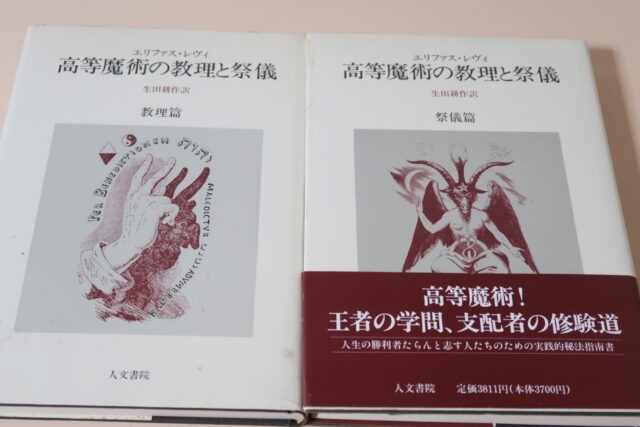 エリファス・レヴィ
高等魔術の教理と祭儀
生田耕作訳
教理篇
PER BENEDICTIONEM
MALEDICTVS
ADVMBRATVR
人文書院
エリファス・レヴィ
高等魔術の教理と祭儀
生田耕作訳
祭儀篇
高等魔術!
王者の学問、支配者の修験道
人生の勝利者たらんと志す人たちのための実践的秘法指南書
人文書院 定価3811円(本体3700円)